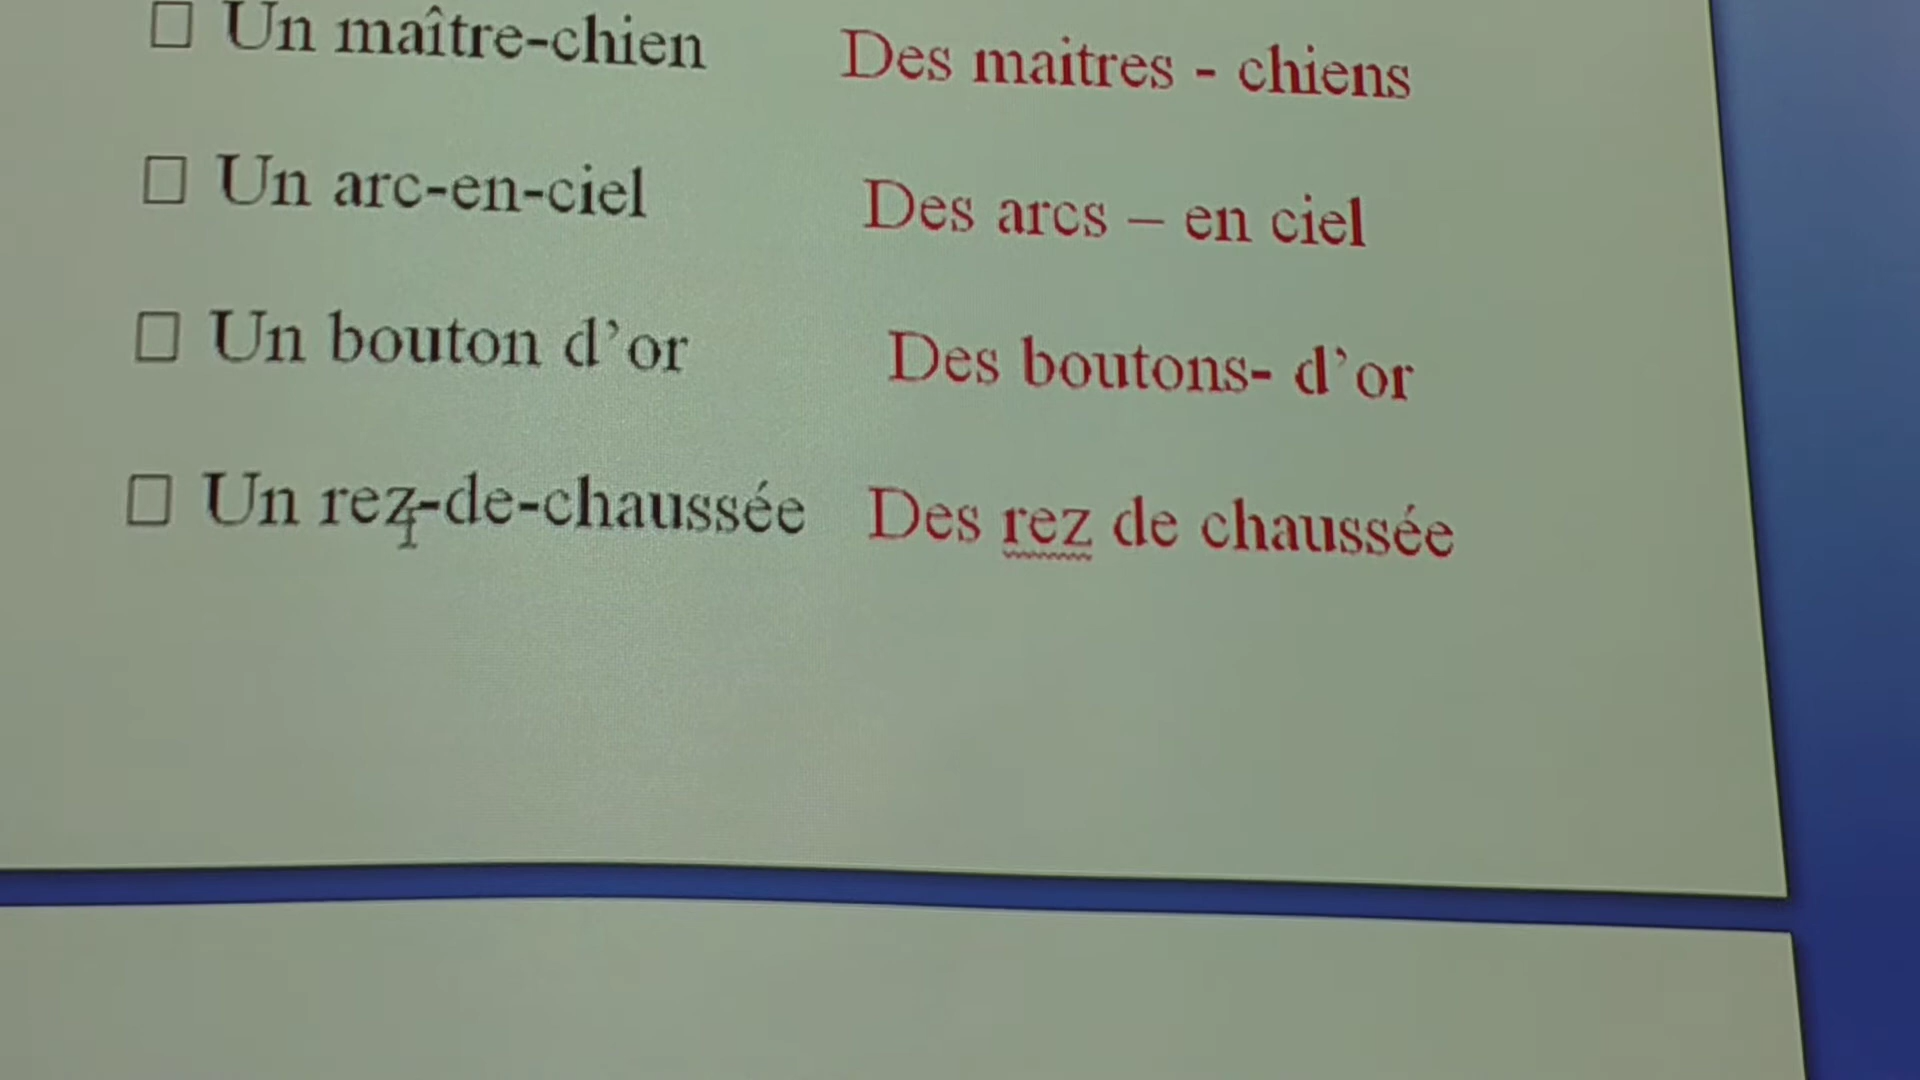 □ Un maître-chien Des maitres - chiens
□ Un arc-en-ciel Des arcs – en ciel
□ Un bouton d’or Des boutons- d’or
□ Un rez-de-chaussée Des rez de chaussée